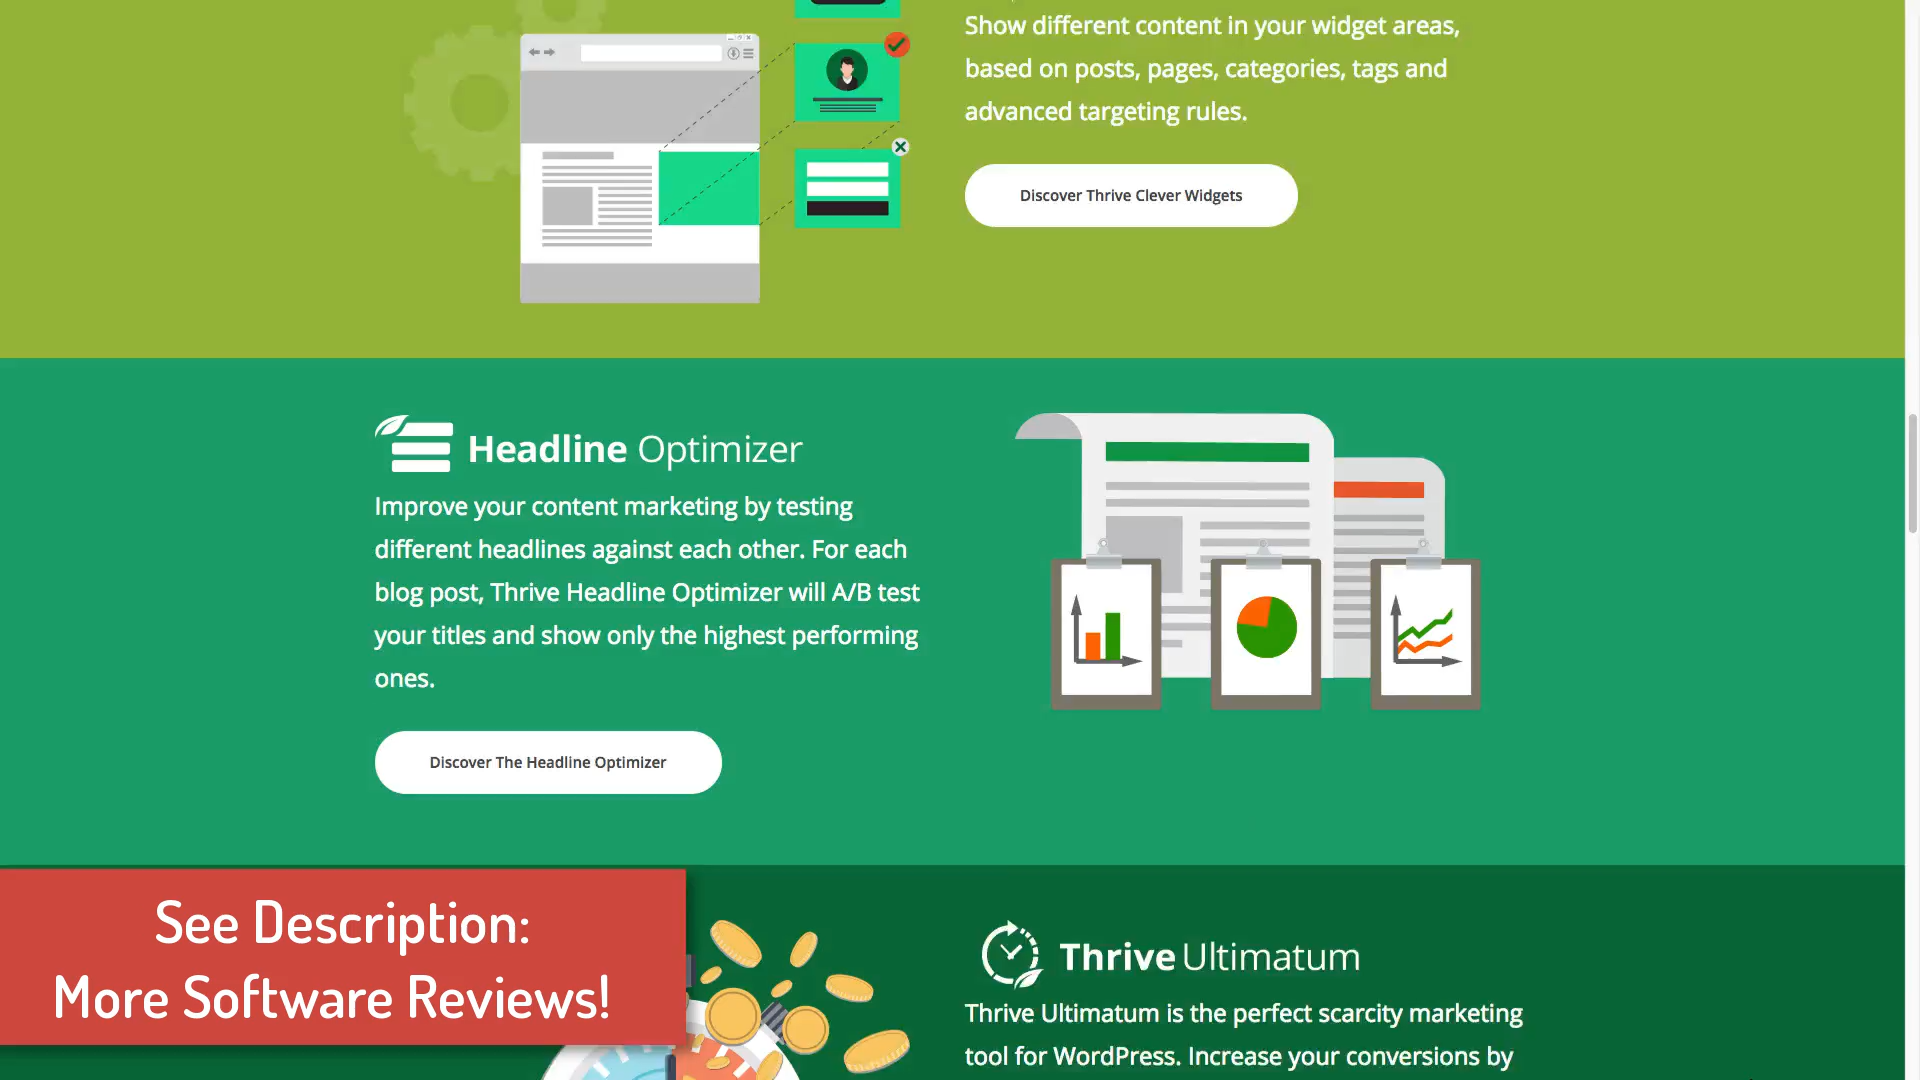 Show different content in your widget areas,
based on posts, pages, categories, tags and
advanced targeting rules.
Discover Thrive Clever Widgets
Headline Optimizer
Improve your content marketing by testing
different headlines against each other. For each
blog post, Thrive Headline Optimizer will A/B test
your titles and show only the highest performing
ones.
Discover The Headline Optimizer
See Description:
More Software Reviews!
Thrive Ultimatum
Thrive Ultimatum is the perfect scarcity marketing
tool for WordPress. Increase your conversions by